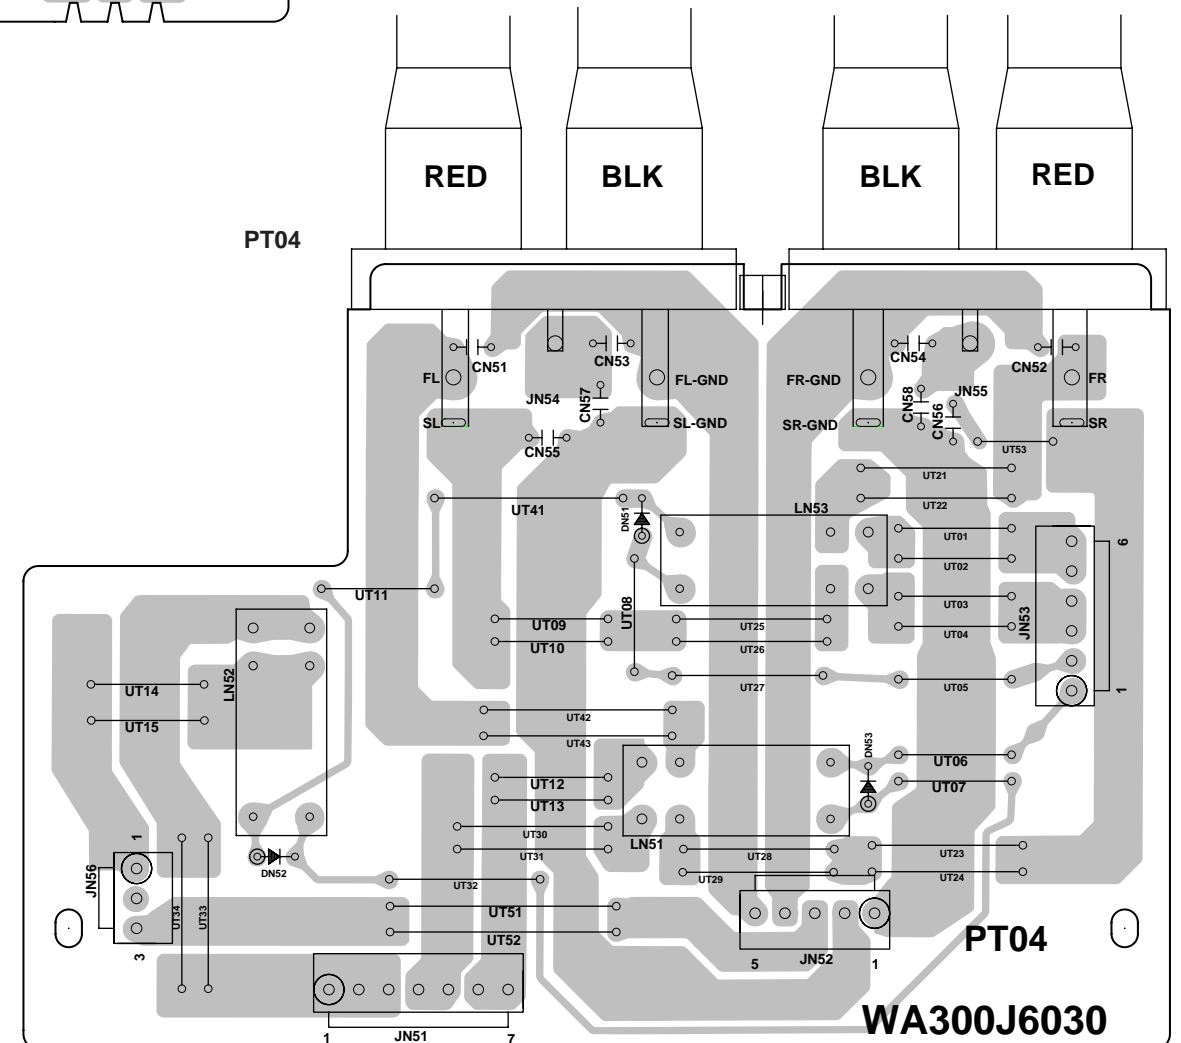 RED
BLK
BLK
RED
PT04
CN53
CN54
CN51
CN52
FL
FL-GND
FR-GND
FR
JN54
CN57
CN58
JN55
CN56
SL
SL-GND
SR-GND
SR
CN55
UT53
UT21
UT41
DN51
LN53
UT22
UT01
6
UT02
UT11
UT08
UT03
JN53
UT09
UT25
UT04
UT10
UT26
LN52
UT14
UT27
UT05
1
UT15
UT42
UT43
DN53
UT12
UT06
UT13
UT07
1
UT30
LN51
UT31
UT28
UT23
JN56
DN52
UT32
UT29
UT24
UT34
UT33
UT51
UT52
PT04
3
5
JN52
1
WA300J6030
1
JN51
7